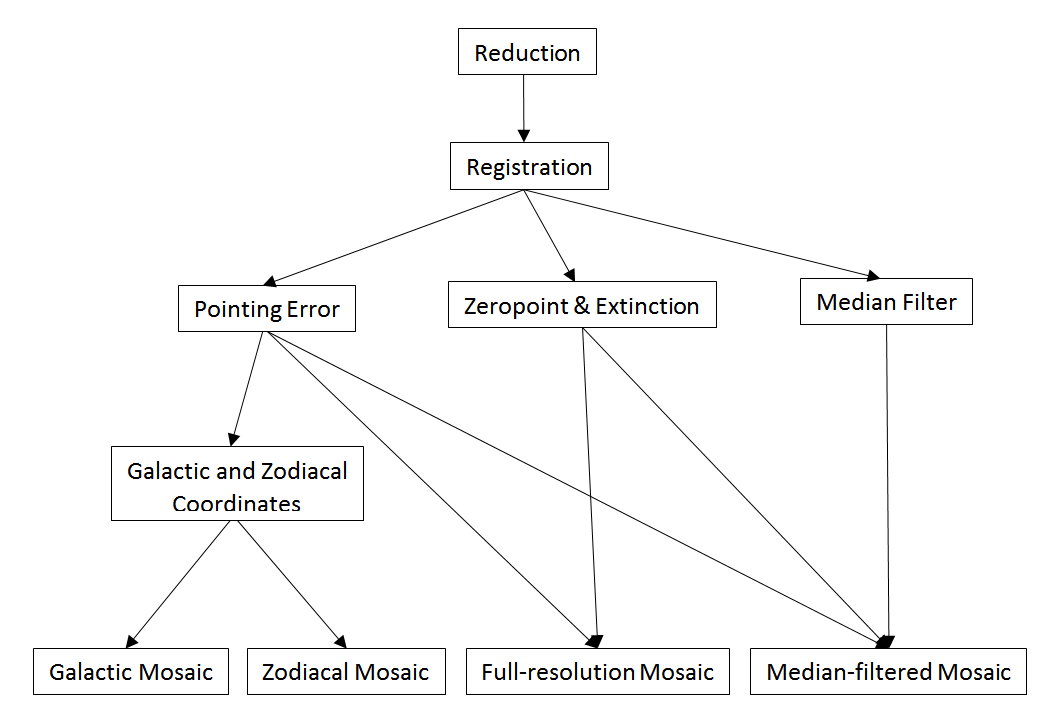 Reduction
Registration
Pointing Error
Zeropoint & Extinction
Median Filter
Galactic and Zodiacal
Coordinates
Galactic Mosaic
Zodiacal Mosaic
Full-resolution Mosaic
Median-filtered Mosaic